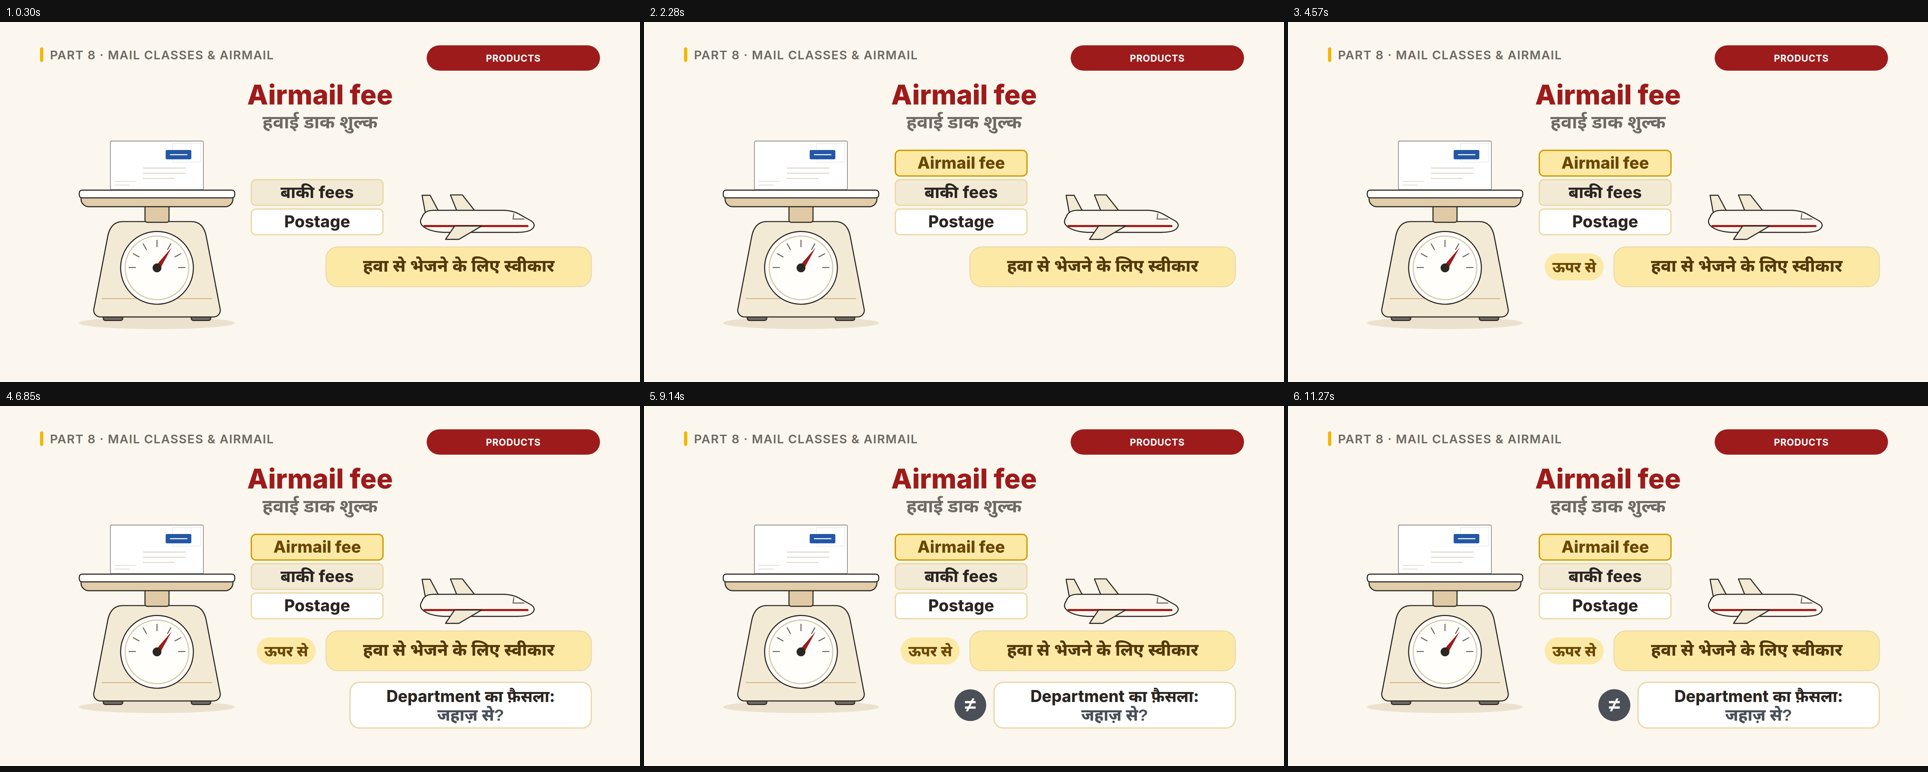 1. 0.30s
PART 8 · MAIL CLASSES & AIRMAIL
PRODUCTS
Airmail fee
हवाई डाक शुल्क
बाकी fees
Postage
हवा से भेजने के लिए स्वीकार
2. 2.28s
PART 8 · MAIL CLASSES & AIRMAIL
PRODUCTS
Airmail fee
हवाई डाक शुल्क
Airmail fee
बाकी fees
Postage
हवा से भेजने के लिए स्वीकार
3. 4.57s
PART 8 · MAIL CLASSES & AIRMAIL
PRODUCTS
Airmail fee
हवाई डाक शुल्क
Airmail fee
बाकी fees
Postage
ऊपर से
हवा से भेजने के लिए स्वीकार
4. 6.85s
PART 8 · MAIL CLASSES & AIRMAIL
PRODUCTS
Airmail fee
हवाई डाक शुल्क
Airmail fee
बाकी fees
Postage
ऊपर से
हवा से भेजने के लिए स्वीकार
Department का फ़ैसला:
जहाज़ से?
5. 9.14s
PART 8 · MAIL CLASSES & AIRMAIL
PRODUCTS
Airmail fee
हवाई डाक शुल्क
Airmail fee
बाकी fees
Postage
ऊपर से
हवा से भेजने के लिए स्वीकार
≠
Department का फ़ैसला:
जहाज़ से?
6. 11.27s
PART 8 · MAIL CLASSES & AIRMAIL
PRODUCTS
Airmail fee
हवाई डाक शुल्क
Airmail fee
बाकी fees
Postage
ऊपर से
हवा से भेजने के लिए स्वीकार
≠
Department का फ़ैसला:
जहाज़ से?